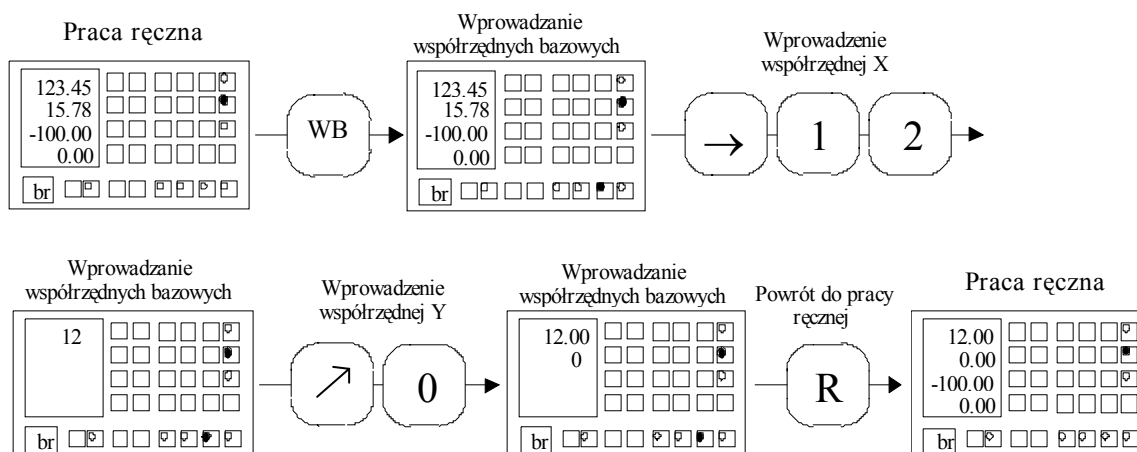 Praca ręczna
123.45
15.78
-100.00
0.00
br
WB
Wprowadzanie
współrzędnych bazowych
123.45
15.78
-100.00
0.00
br
Wprowadzenie
współrzędnej X
→
1
2
Wprowadzanie
współrzędnych bazowych
12
br
Wprowadzenie
współrzędnej Y
↗
0
Wprowadzanie
współrzędnych bazowych
12.00
0
br
Powrót do pracy
ręcznej
R
Praca ręczna
12.00
0.00
-100.00
0.00
br